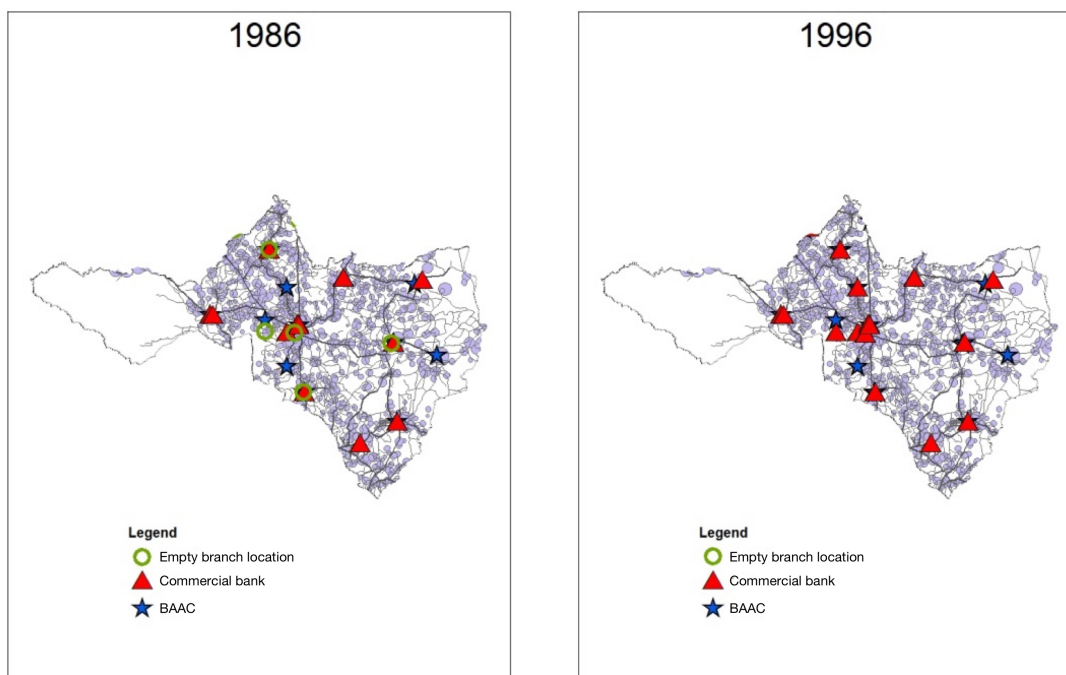 1986
Legend
Empty branch location
Commercial bank
BAAC
1996
Legend
Empty branch location
Commercial bank
BAAC